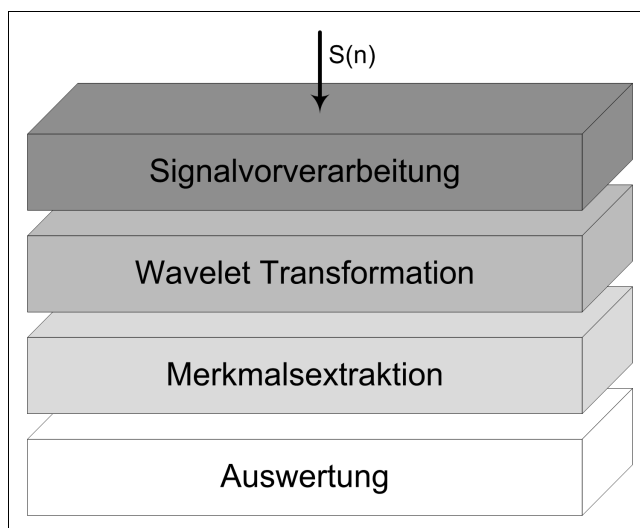 S(n)
Signalvorverarbeitung
Wavelet Transformation
Merkmalsextraktion
Auswertung